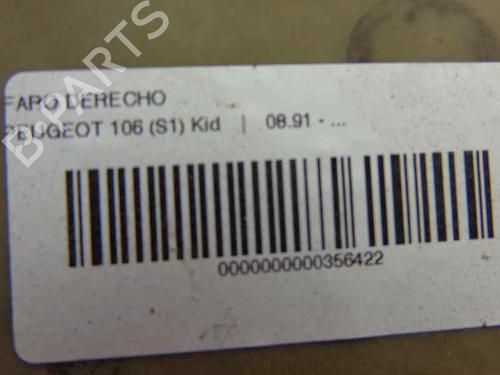 FARO DERECHO
PEUGEOT 106 (S1) Kid | 08.91 - ...
0000000000356422
B-PARTS